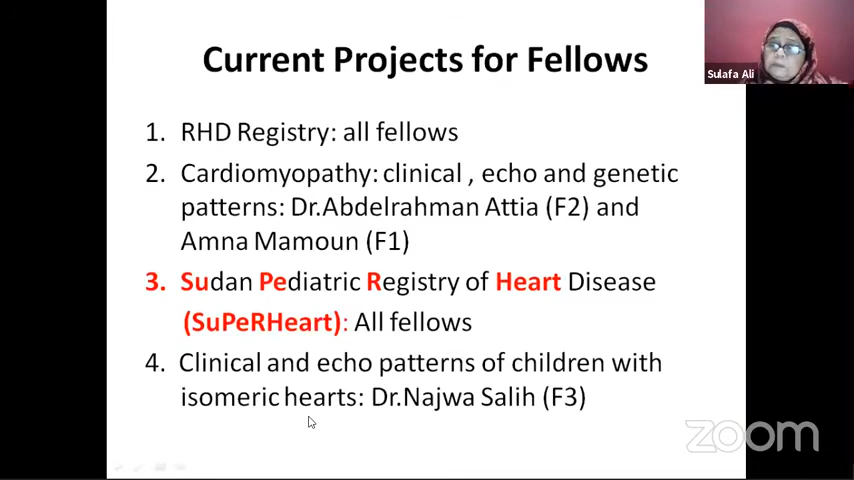 Current Projects for Fellows
Sulafa Ali
1. RHD Registry: all fellows
2. Cardiomyopathy: clinical , echo and genetic
patterns: Dr.Abdelrahman Attia (F2) and
Amna Mamoun (F1)
3. Sudan Pediatric Registry of Heart Disease
(SuPeRHeart): All fellows
4. Clinical and echo patterns of children with
isomeric hearts: Dr.Najwa Salih (F3)
zoom